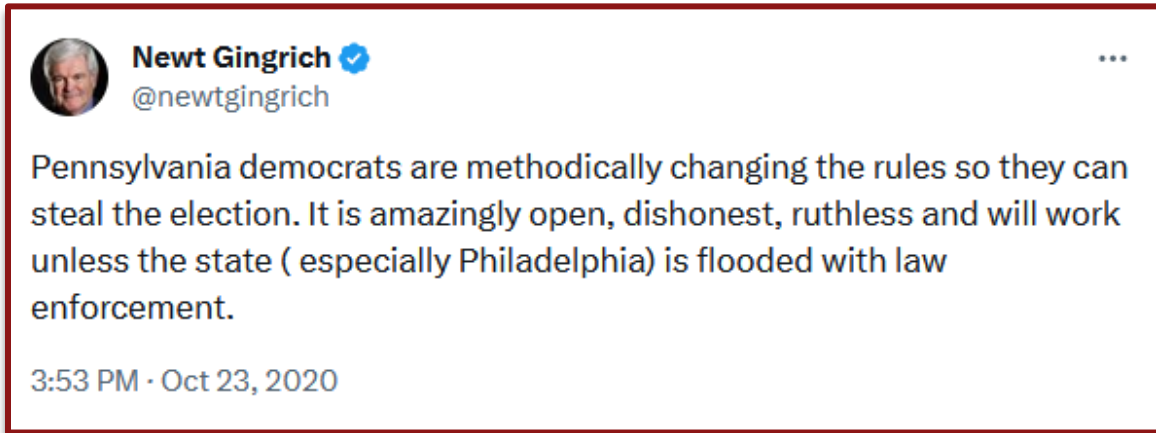 Newt Gingrich
@newtgingrich
Pennsylvania democrats are methodically changing the rules so they can
steal the election. It is amazingly open, dishonest, ruthless and will work
unless the state ( especially Philadelphia) is flooded with law
enforcement.
3:53 PM · Oct 23, 2020